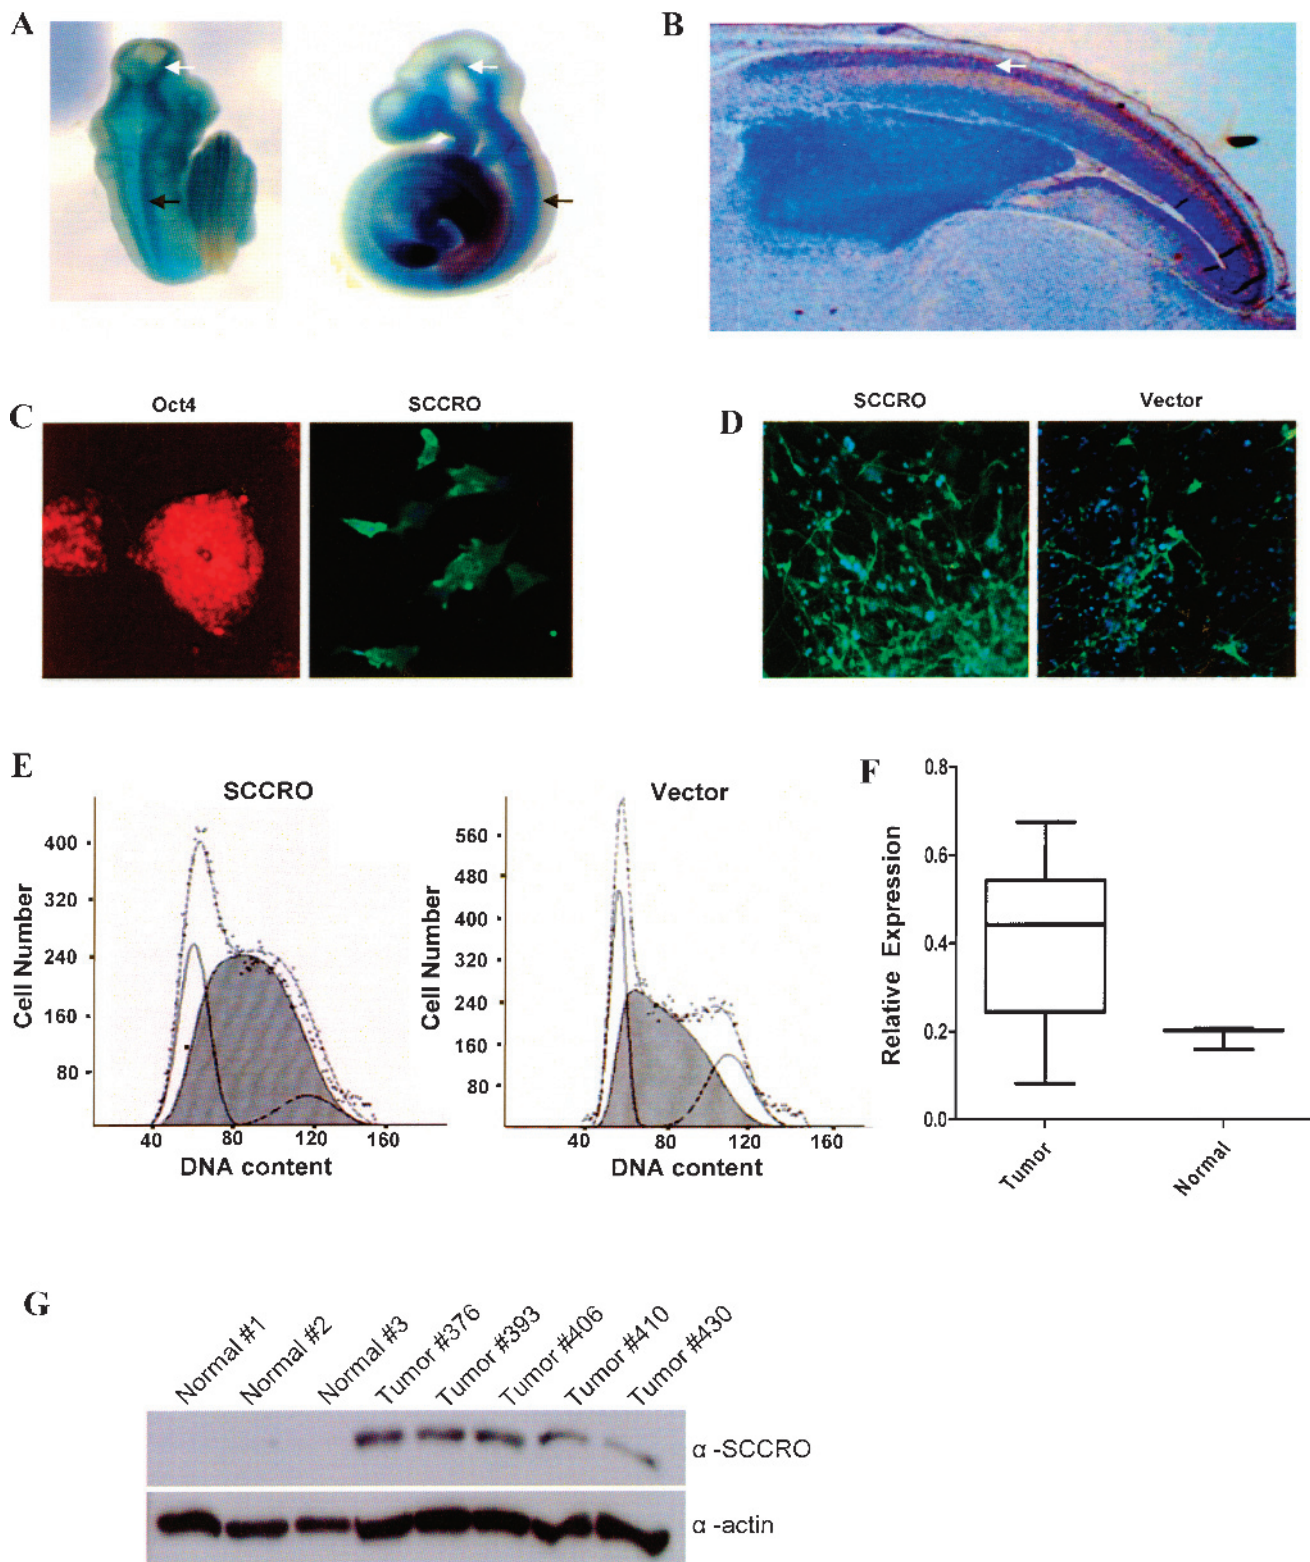 A
B
C
Oct4
SCCRO
D
SCCRO
Vector
E
SCCRO
Cell Number
400
320
240
160
80
40
80
120
160
DNA content
Vector
Cell Number
560
480
400
320
240
160
80
40
80
120
160
DNA content
F
Relative Expression
0.8
0.6
0.4
0.2
0.0
Tumor
Normal
G
Normal #1
Normal #2
Normal #3
Tumor #376
Tumor #393
Tumor #406
Tumor #410
Tumor #430
α -SCCRO
α -actin